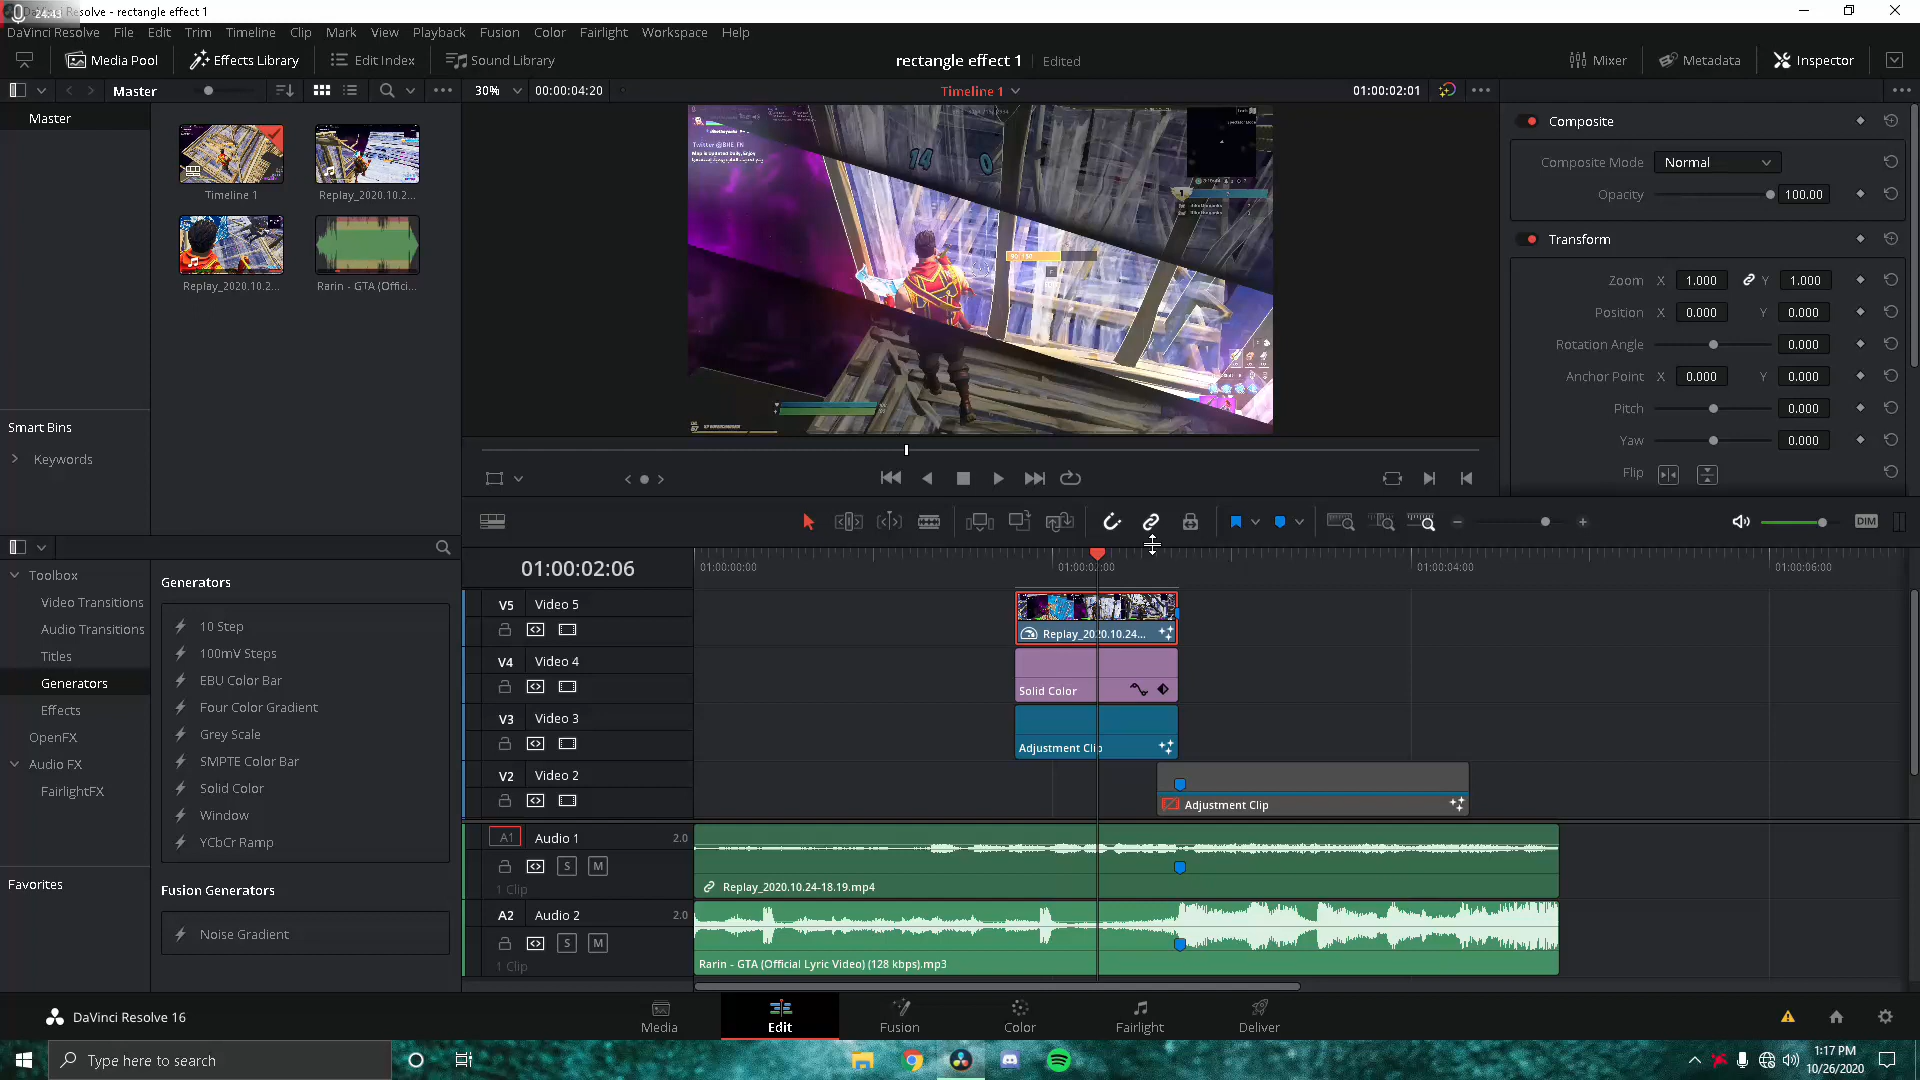 24:43
DaVinci Resolve - rectangle effect 1
DaVinci Resolve File Edit Trim Timeline Clip Mark View Playback Fusion Color Fairlight Workspace Help
Media Pool Effects Library Edit Index Sound Library rectangle effect 1 Edited Mixer Metadata Inspector
Master 30% 00:00:04:20 Timeline 1 01:00:02:01
Master
Timeline 1 Replay_2020.10.2...
Replay_2020.10.2... Rarin - GTA (Offici...
Smart Bins
Keywords
Twitter @BHE_FN
14 0
Composite
Composite Mode Normal
Opacity 100.00
Transform
Zoom X 1.000 Y 1.000
Position X 0.000 Y 0.000
Rotation Angle 0.000
Anchor Point X 0.000 Y 0.000
Pitch 0.000
Yaw 0.000
Flip
DIM
Toolbox
Video Transitions
Audio Transitions
Titles
Generators
Effects
OpenFX
Audio FX
FairlightFX
Favorites
Generators
10 Step
100mV Steps
EBU Color Bar
Four Color Gradient
Grey Scale
SMPTE Color Bar
Solid Color
Window
YCbCr Ramp
Fusion Generators
Noise Gradient
01:00:02:06 01:00:00:00 01:00:02:00 01:00:04:00 01:00:06:00
V5 Video 5
Replay_2020.10.24...
V4 Video 4
Solid Color
V3 Video 3
Adjustment Clip
V2 Video 2
Adjustment Clip
A1 Audio 1 2.0
S M
1 Clip
Replay_2020.10.24-18.19.mp4
A2 Audio 2 2.0
S M
1 Clip
Rarin - GTA (Official Lyric Video) (128 kbps).mp3
DaVinci Resolve 16
Media Edit Fusion Color Fairlight Deliver
Type here to search
1:17 PM
10/26/2020